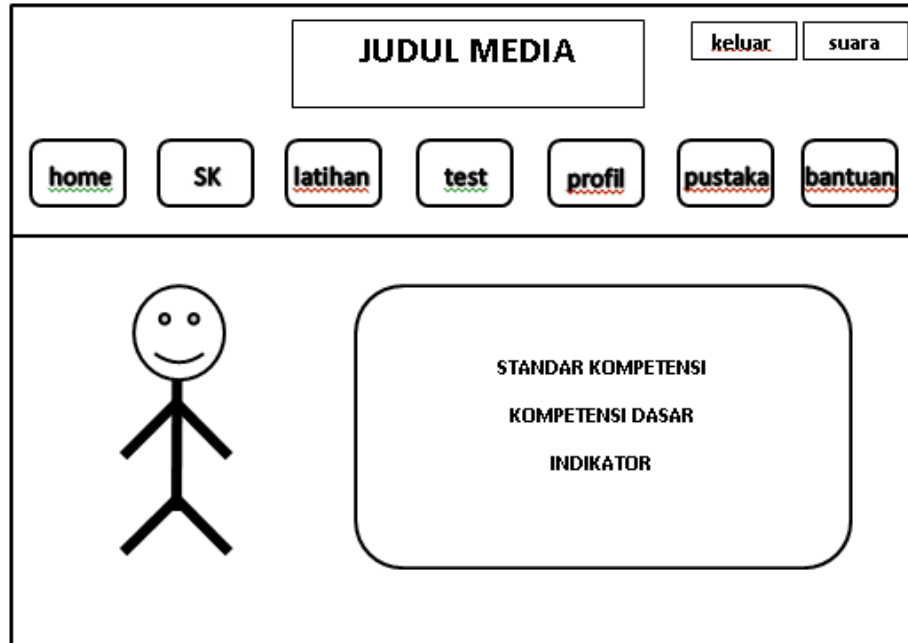 JUDUL MEDIA
keluar suara
home SK latihan test profil pustaka bantuan
STANDAR KOMPETENSI
KOMPETENSI DASAR
INDIKATOR